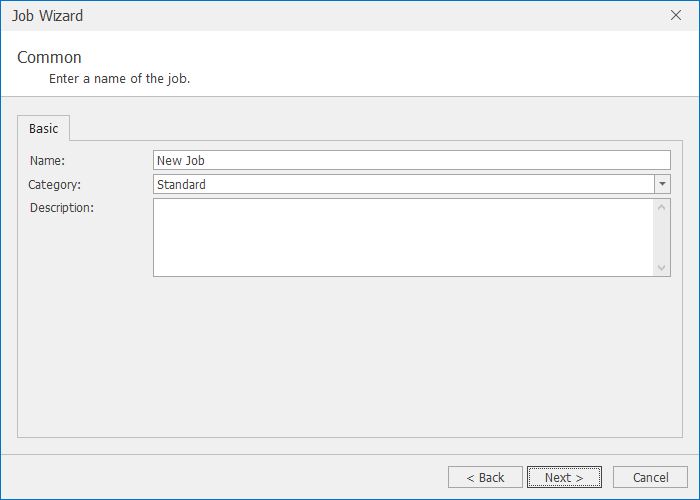 Job Wizard
Common
Enter a name of the job.
Basic
Name: New Job
Category: Standard
Description:
< Back Next > Cancel